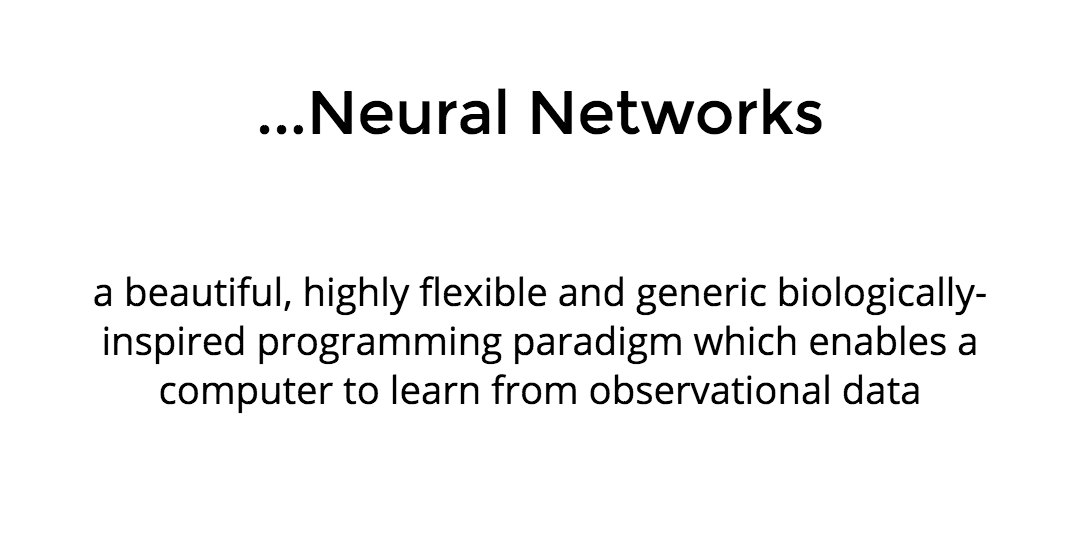 ...Neural Networks
a beautiful, highly flexible and generic biologically-
inspired programming paradigm which enables a
computer to learn from observational data